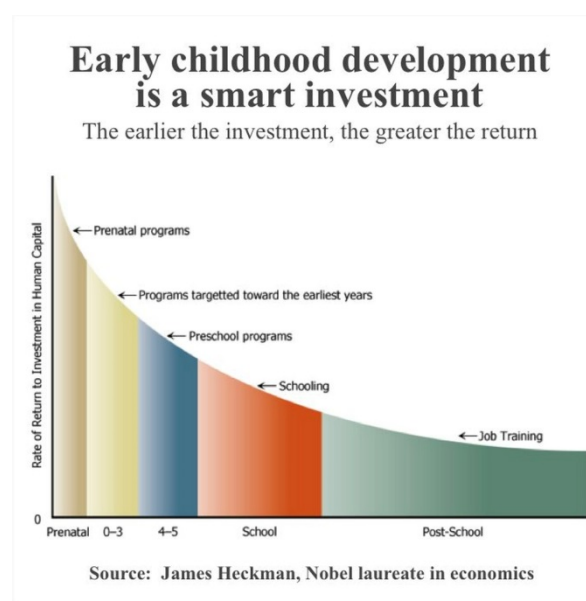 Early childhood development
is a smart investment
The earlier the investment, the greater the return
Rate of Return to Investment in Human Capital
Prenatal programs
Programs targetted toward the earliest years
Preschool programs
Schooling
Job Training
0
Prenatal 0–3 4–5 School Post-School
Source: James Heckman, Nobel laureate in economics